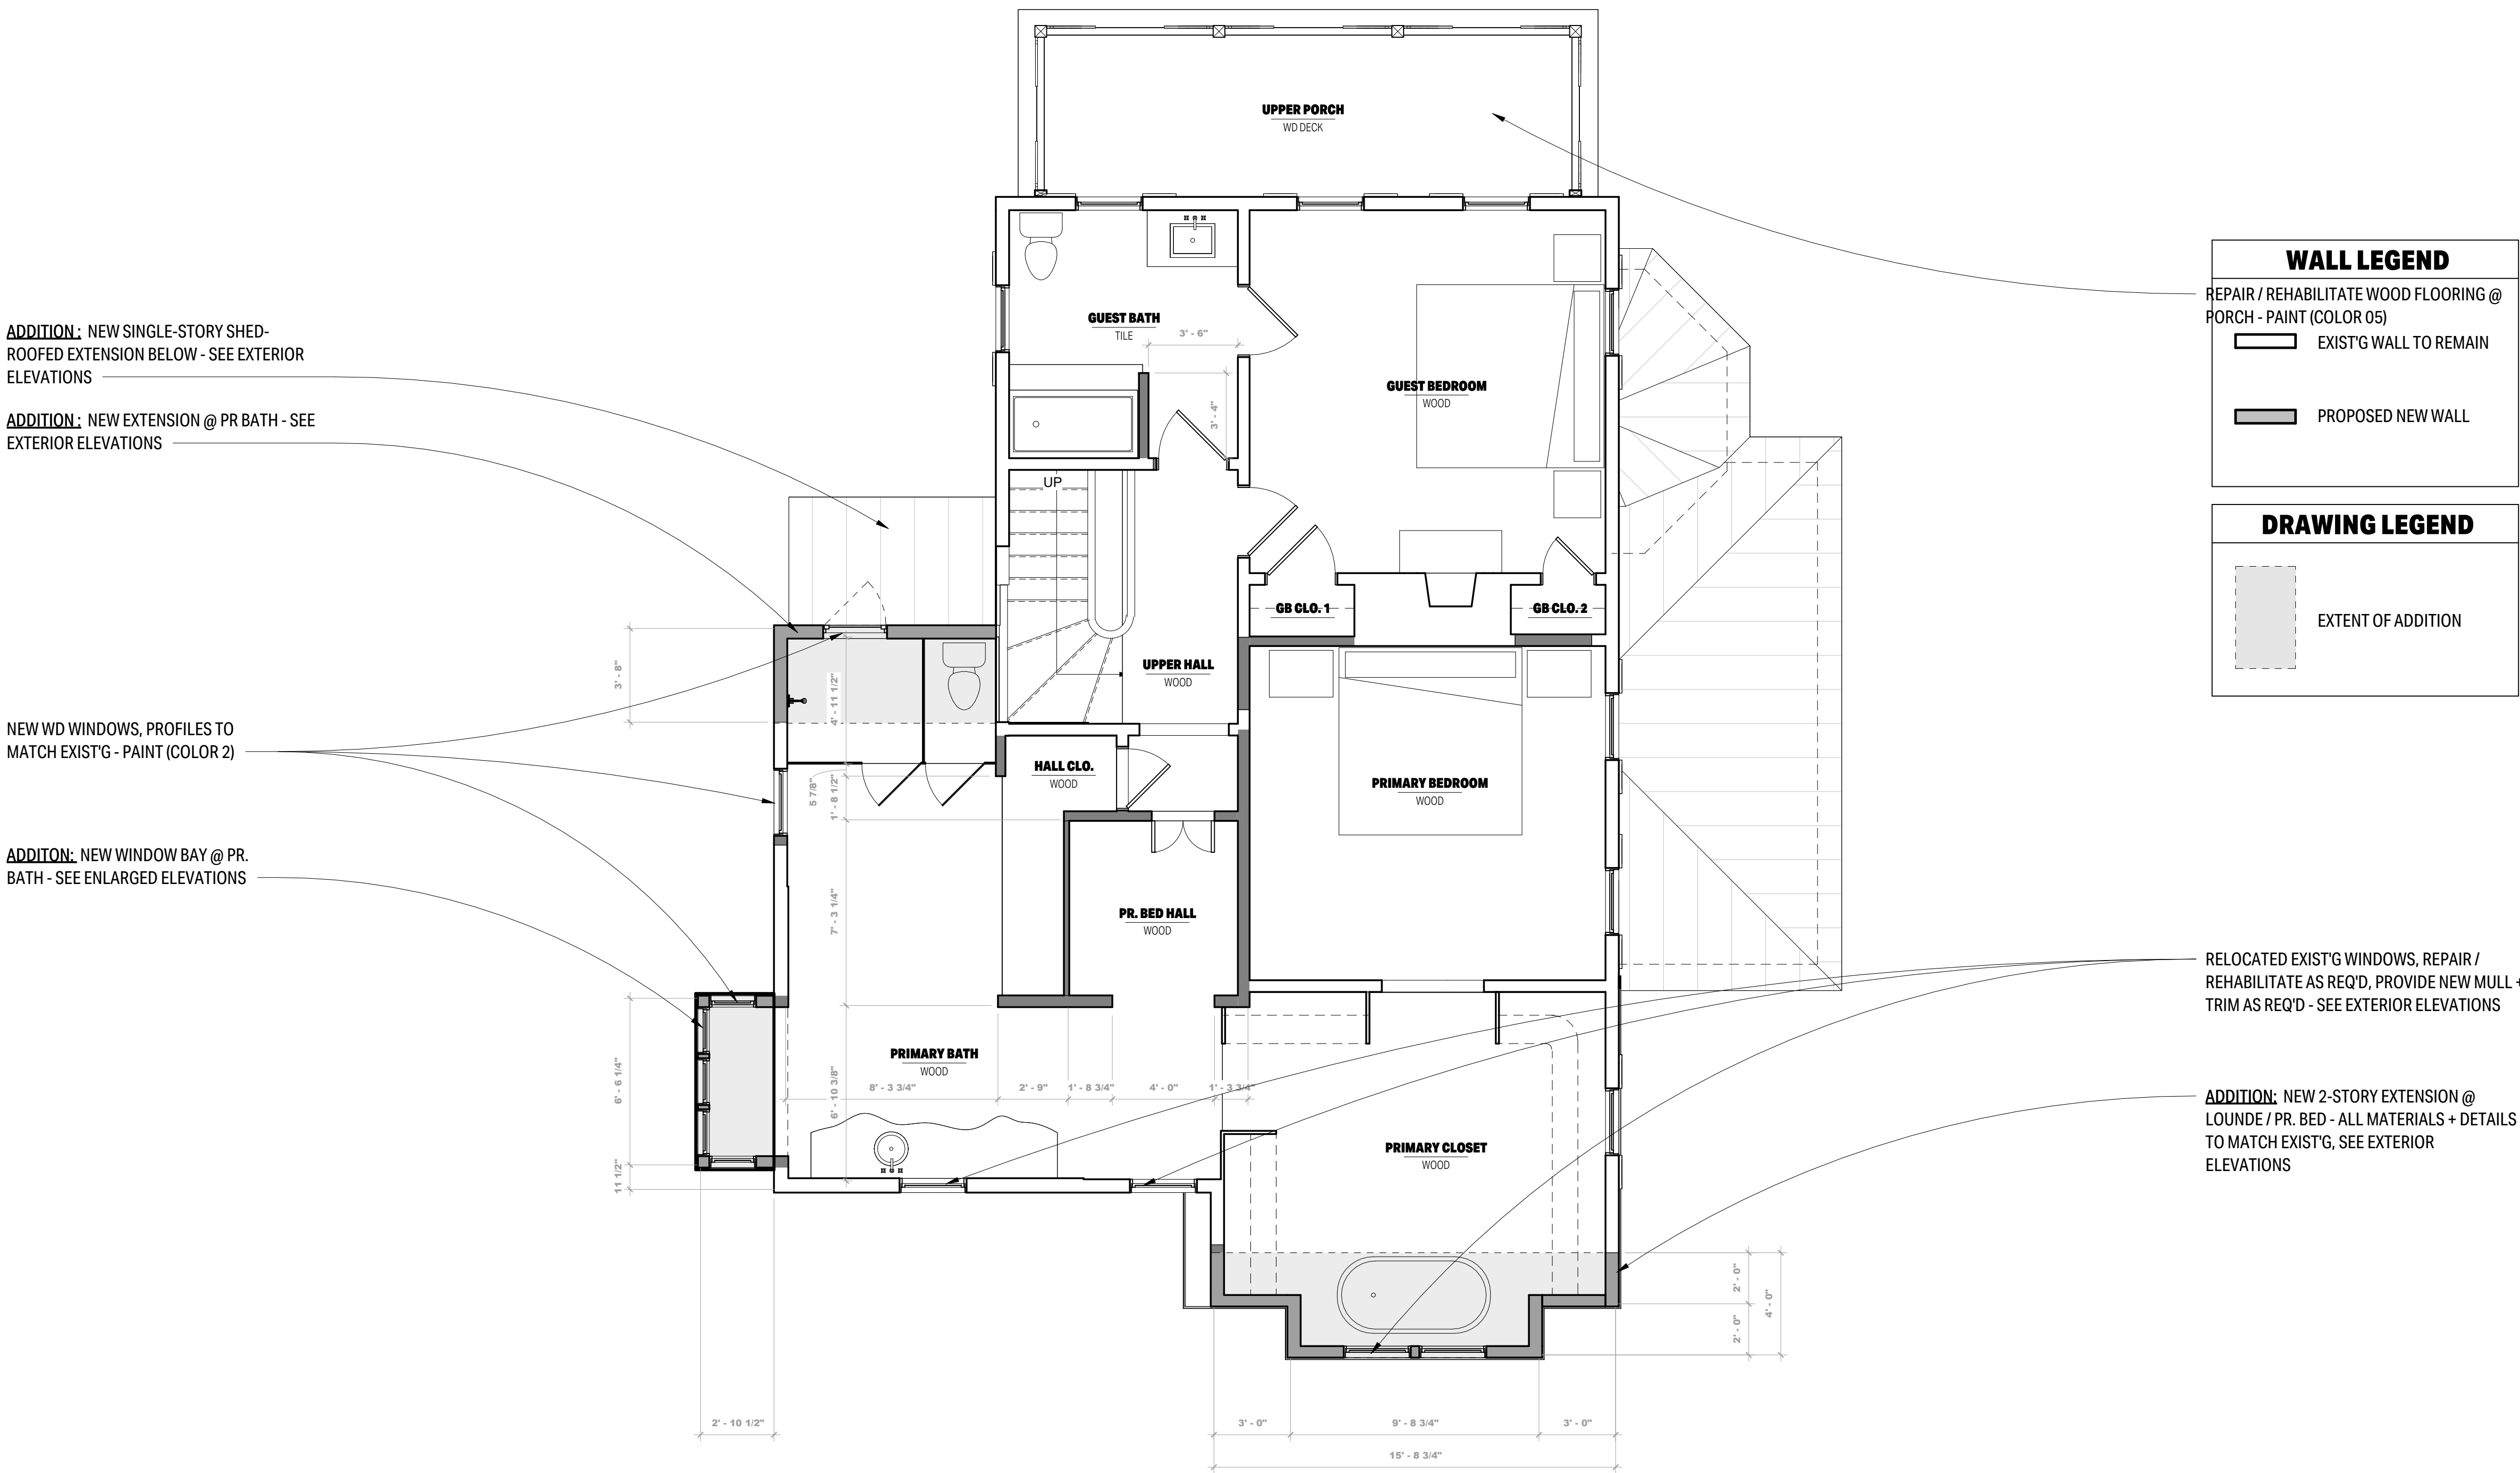 UPPER PORCH
WD DECK
WALL LEGEND
REPAIR / REHABILITATE WOOD FLOORING @
PORCH - PAINT (COLOR 05)
EXIST'G WALL TO REMAIN
PROPOSED NEW WALL
DRAWING LEGEND
EXTENT OF ADDITION
ADDITION : NEW SINGLE-STORY SHED-
ROOFED EXTENSION BELOW - SEE EXTERIOR
ELEVATIONS
ADDITION : NEW EXTENSION @ PR BATH - SEE
EXTERIOR ELEVATIONS
NEW WD WINDOWS, PROFILES TO
MATCH EXIST'G - PAINT (COLOR 2)
ADDITON: NEW WINDOW BAY @ PR.
BATH - SEE ENLARGED ELEVATIONS
GUEST BATH
TILE
3' - 6"
3' - 4"
GUEST BEDROOM
WOOD
UP
GB CLO. 1
GB CLO. 2
UPPER HALL
WOOD
3' - 8"
4' - 11 1/2"
HALL CLO.
WOOD
5 7/8"
1' - 8 1/2"
PRIMARY BEDROOM
WOOD
7' - 3 1/4"
PR. BED HALL
WOOD
RELOCATED EXIST'G WINDOWS, REPAIR /
REHABILITATE AS REQ'D, PROVIDE NEW MULL +
TRIM AS REQ'D - SEE EXTERIOR ELEVATIONS
PRIMARY BATH
WOOD
6' - 6 1/4"
6' - 10 3/8"
8' - 3 3/4"
2' - 9"
1' - 8 3/4"
4' - 0"
1' - 3 3/4"
11 1/2"
PRIMARY CLOSET
WOOD
ADDITION: NEW 2-STORY EXTENSION @
LOUNDE / PR. BED - ALL MATERIALS + DETAILS
TO MATCH EXIST'G, SEE EXTERIOR
ELEVATIONS
2' - 0"
4' - 0"
2' - 0"
2' - 10 1/2"
3' - 0"
9' - 8 3/4"
3' - 0"
15' - 8 3/4"